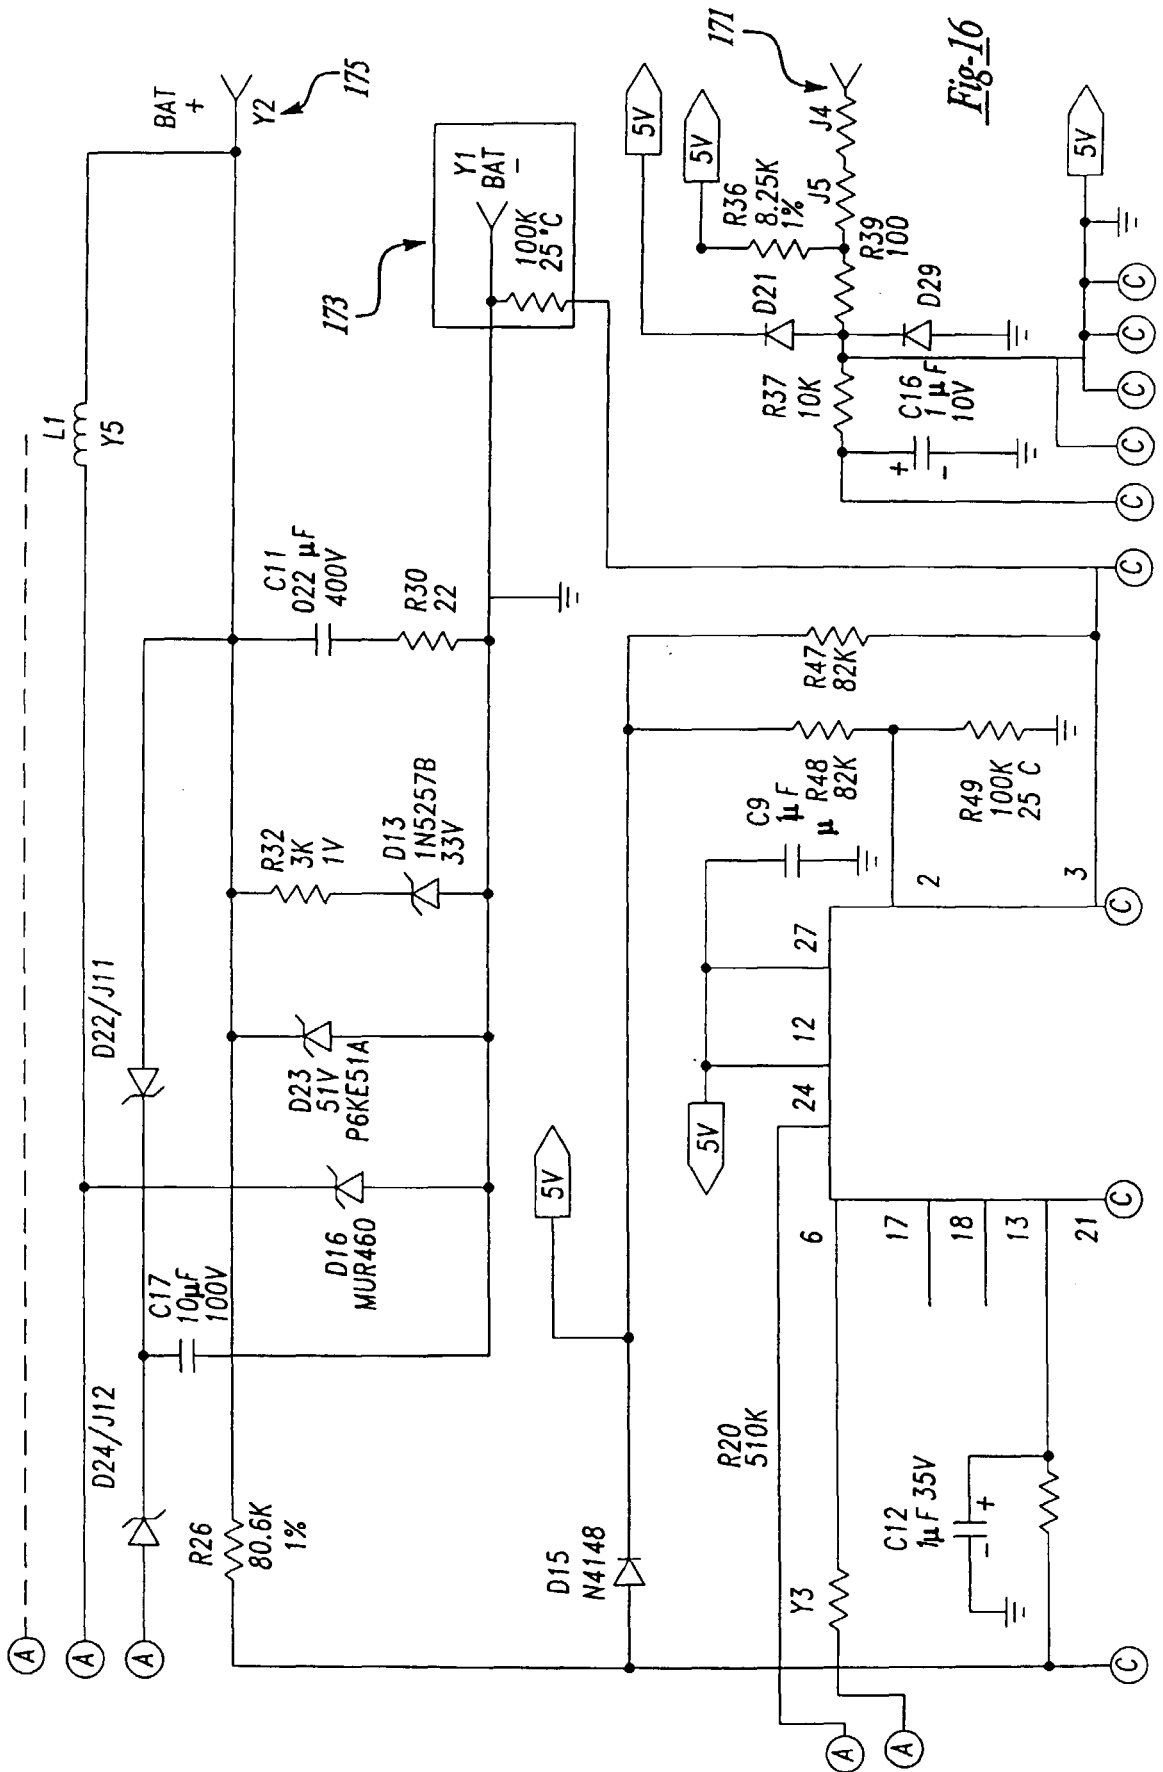 A
A
A
D24/J12
D22/J11
L1
Y5
BAT
+
Y2
175
R26
80.6K
1%
C17
10µF
100V
D16
MUR460
D23
51V
P6KE51A
R32
3K
1V
D13
1N5257B
33V
C11
022 µF
400V
R30
22
173
Y1
BAT
-
100K
25°C
D15
N4148
5V
R20
510K
Y3
A
A
C12
1µF 35V
-
+
5V
24
12
27
6
17
18
13
21
2
3
C9
1µF
µ
R48
82K
R47
82K
R49
100K
25 C
R37
10K
C16
1 µF
10V
+
-
D21
D29
5V
5V
R36
8.25K
1%
R39
100
J5
J4
171
5V
C
C
C
C
C
C
C
C
C
C
Fig-16